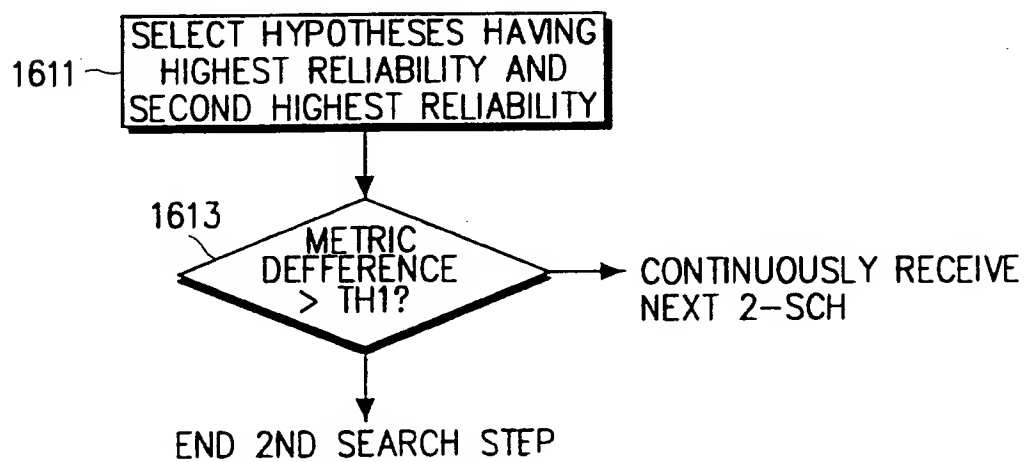 1611
SELECT HYPOTHESES HAVING
HIGHEST RELIABILITY AND
SECOND HIGHEST RELIABILITY
1613
METRIC
DEFFERENCE
> TH1?
CONTINUOUSLY RECEIVE
NEXT 2-SCH
END 2ND SEARCH STEP